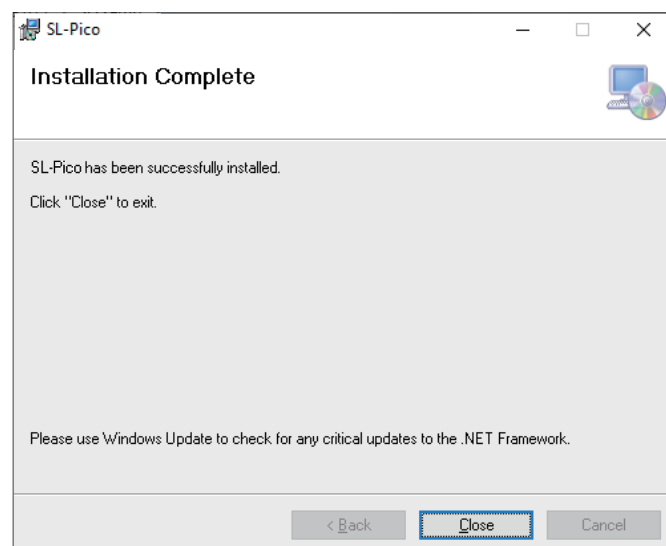 SL-Pico
Installation Complete
SL-Pico has been successfully installed.
Click "Close" to exit.
Please use Windows Update to check for any critical updates to the .NET Framework.
< Back Close Cancel